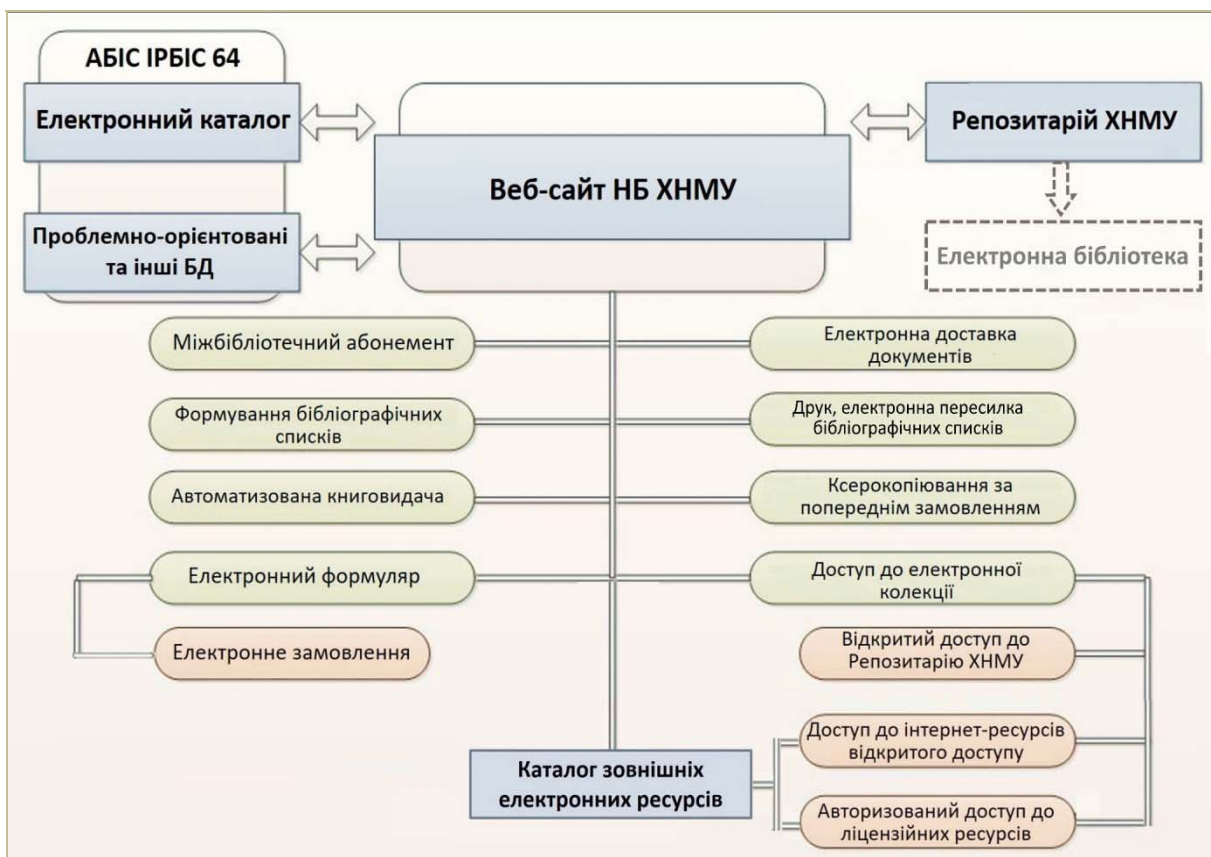 АБІС ІРБІС 64
Електронний каталог
Проблемно-орієнтовані
та інші БД
Веб-сайт НБ ХНМУ
Репозитарій ХНМУ
Електронна бібліотека
Міжбібліотечний абонемент
Електронна доставка
документів
Формування бібліографічних
списків
Друк, електронна пересилка
бібліографічних списків
Автоматизована книговидача
Ксерокопіювання за
попереднім замовленням
Електронний формуляр
Доступ до електронної
колекції
Електронне замовлення
Відкритий доступ до
Репозитарію ХНМУ
Доступ до інтернет-ресурсів
відкритого доступу
Каталог зовнішніх
електронних ресурсів
Авторизований доступ до
ліцензійних ресурсів